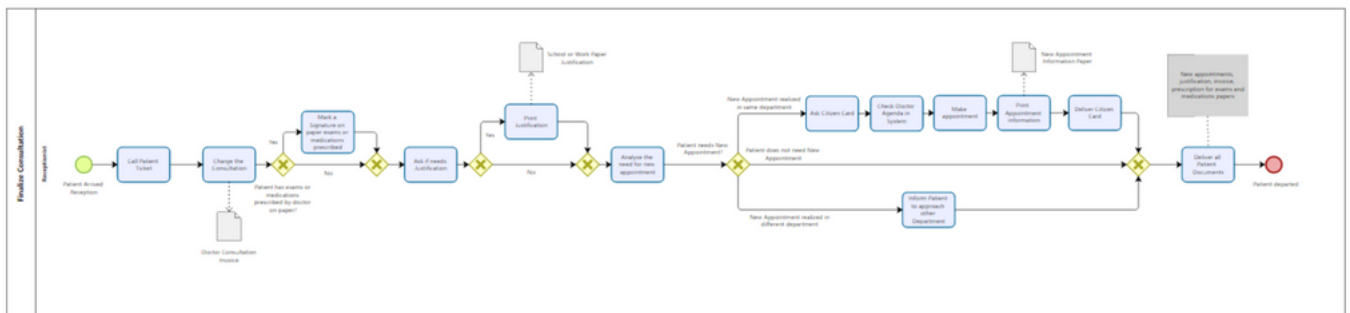 Finalize Consultation
Receptionist
Patient Arrived
Reception
Call Patient
Ticket
Charge the
Consultation
Doctor Consultation
Invoice
Yes
No
Patient has exams or
medications
prescribed by doctor
on paper?
Mark a
Signature on
paper exams or
medications
prescribed
Ask if needs
Justification
Yes
No
Print
Justification
School or Work Paper
Justification
Analyse the
need for new
appointment
Patient needs New
Appointment?
New Appointment realized
in same department
Patient does not need New
Appointment
New Appointment realized in
different department
Ask Citizen Card
Check Doctor
Agenda in
System
Make
appointment
Print
Appointment
Information
New Appointment
Information Paper
Deliver Citizen
Card
Inform Patient
to approach
other
Department
New appointments,
justification, invoice,
prescription for exams and
medications papers
Deliver all
Patient
Documents
Patient departed